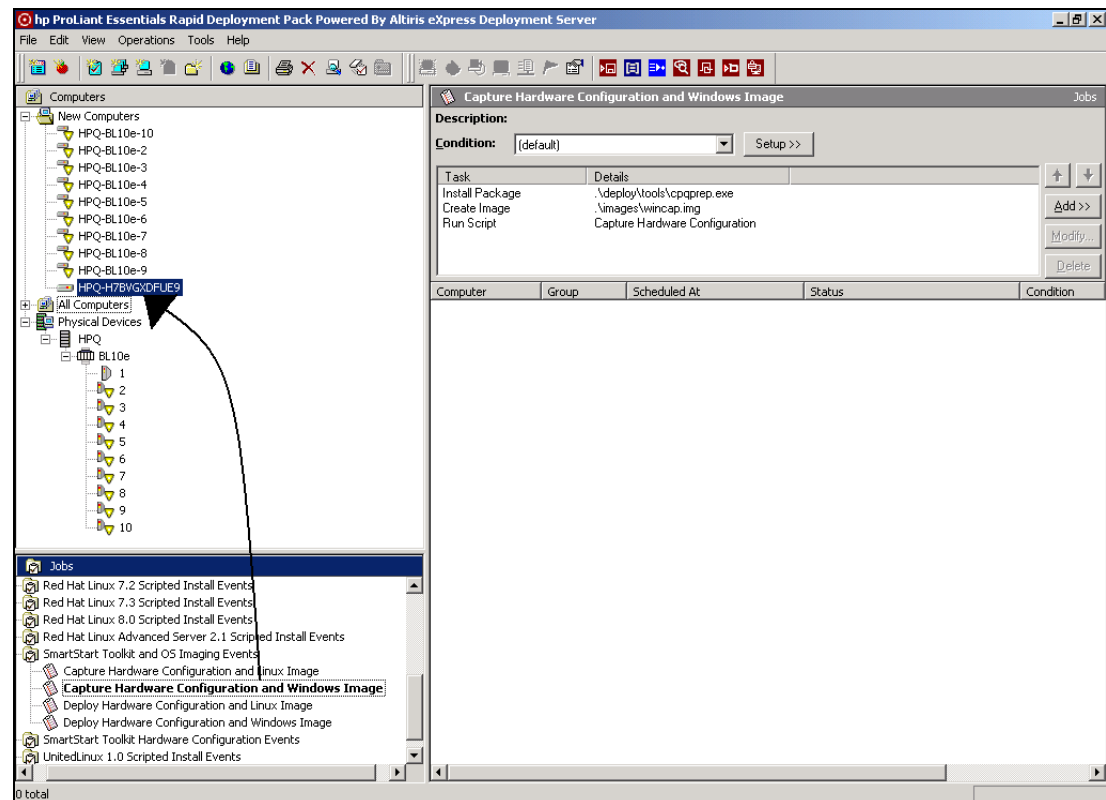 hp ProLiant Essentials Rapid Deployment Pack Powered By Altiris eXpress Deployment Server
File Edit View Operations Tools Help
Computers
New Computers
HPQ-BL10e-10
HPQ-BL10e-2
HPQ-BL10e-3
HPQ-BL10e-4
HPQ-BL10e-5
HPQ-BL10e-6
HPQ-BL10e-7
HPQ-BL10e-8
HPQ-BL10e-9
HPQ-H7BVGXDFUE9
All Computers
Physical Devices
HPQ
BL10e
1
2
3
4
5
6
7
8
9
10
Jobs
Red Hat Linux 7.2 Scripted Install Events
Red Hat Linux 7.3 Scripted Install Events
Red Hat Linux 8.0 Scripted Install Events
Red Hat Linux Advanced Server 2.1 Scripted Install Events
SmartStart Toolkit and OS Imaging Events
Capture Hardware Configuration and Linux Image
Capture Hardware Configuration and Windows Image
Deploy Hardware Configuration and Linux Image
Deploy Hardware Configuration and Windows Image
SmartStart Toolkit Hardware Configuration Events
UnitedLinux 1.0 Scripted Install Events
0 total
Capture Hardware Configuration and Windows Image Jobs
Description:
Condition: (default) Setup >>
Task Details
Install Package .\deploy\tools\cpqprep.exe
Create Image .\images\wincap.img
Run Script Capture Hardware Configuration
Add >>
Modify...
Delete
Computer Group Scheduled At Status Condition